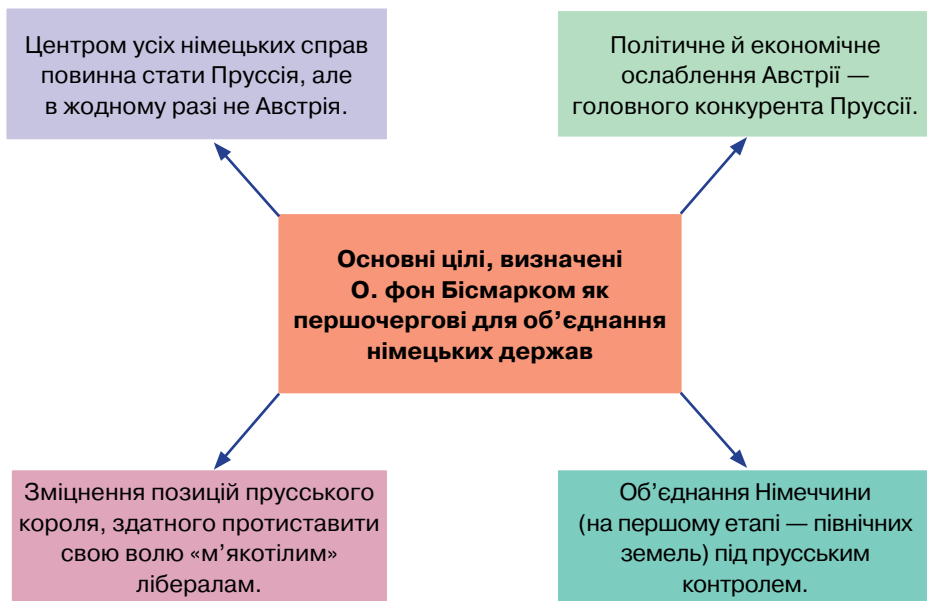 Центром усіх німецьких справ
повинна стати Пруссія, але
в жодному разі не Австрія.
Політичне й економічне
ослаблення Австрії —
головного конкурента Пруссії.
Основні цілі, визначені
О. фон Бісмарком як
першочергові для об’єднання
німецьких держав
Зміцнення позицій прусського
короля, здатного протиставити
свою волю «м’якотілим»
лібералам.
Об’єднання Німеччини
(на першому етапі — північних
земель) під прусським
контролем.